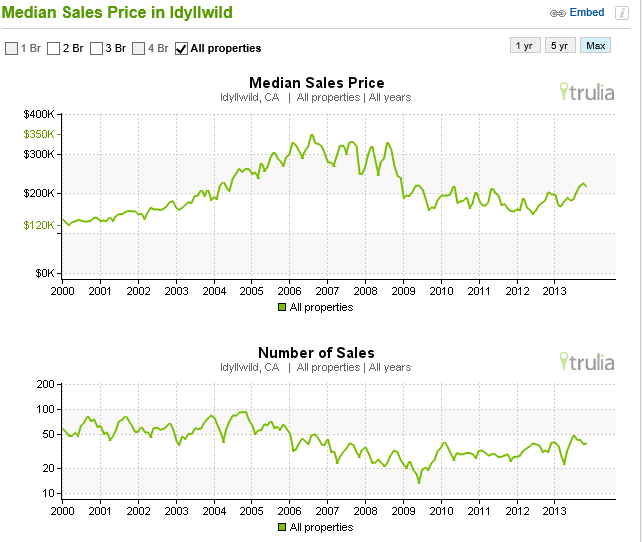 Median Sales Price in Idyllwild
Embed i
1 Br 2 Br 3 Br 4 Br All properties
1 yr 5 yr Max
Median Sales Price
Idyllwild, CA | All properties | All years
trulia
$400K
$350K
$300K
$200K
$120K
$0K
2000 2001 2002 2003 2004 2005 2006 2007 2008 2009 2010 2011 2012 2013
All properties
Number of Sales
Idyllwild, CA | All properties | All years
trulia
200
100
50
20
10
2000 2001 2002 2003 2004 2005 2006 2007 2008 2009 2010 2011 2012 2013
All properties